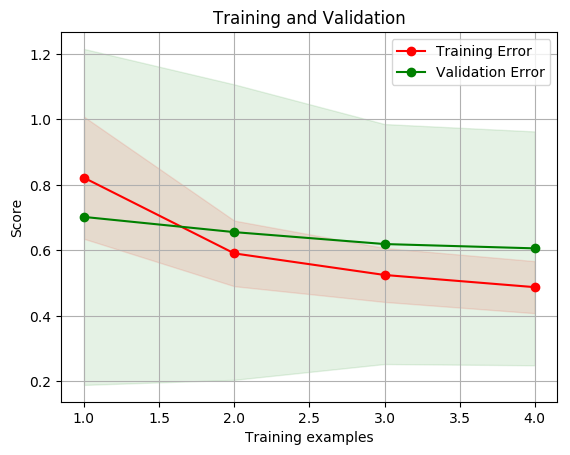 Training and Validation
Training Error
Validation Error
Score
1.2
1.0
0.8
0.6
0.4
0.2
1.0 1.5 2.0 2.5 3.0 3.5 4.0
Training examples